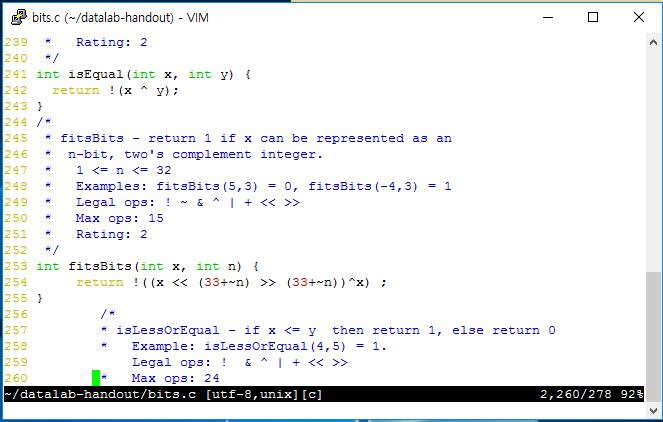 bits.c (~/datalab-handout) - VIM
239  *   Rating: 2
240  */
241 int isEqual(int x, int y) {
242   return !(x ^ y);
243 }
244 /*
245  * fitsBits - return 1 if x can be represented as an
246  *  n-bit, two's complement integer.
247  *   1 <= n <= 32
248  *   Examples: fitsBits(5,3) = 0, fitsBits(-4,3) = 1
249  *   Legal ops: ! ~ & ^ | + << >>
250  *   Max ops: 15
251  *   Rating: 2
252  */
253 int fitsBits(int x, int n) {
254      return !((x << (33+~n) >> (33+~n))^x) ;
255 }
256         /*
257         * isLessOrEqual - if x <= y  then return 1, else return 0
258         *   Example: isLessOrEqual(4,5) = 1.
259             Legal ops: !  & ^ | + << >>
260         *   Max ops: 24
~/datalab-handout/bits.c [utf-8,unix][c]                2,260/278 92%